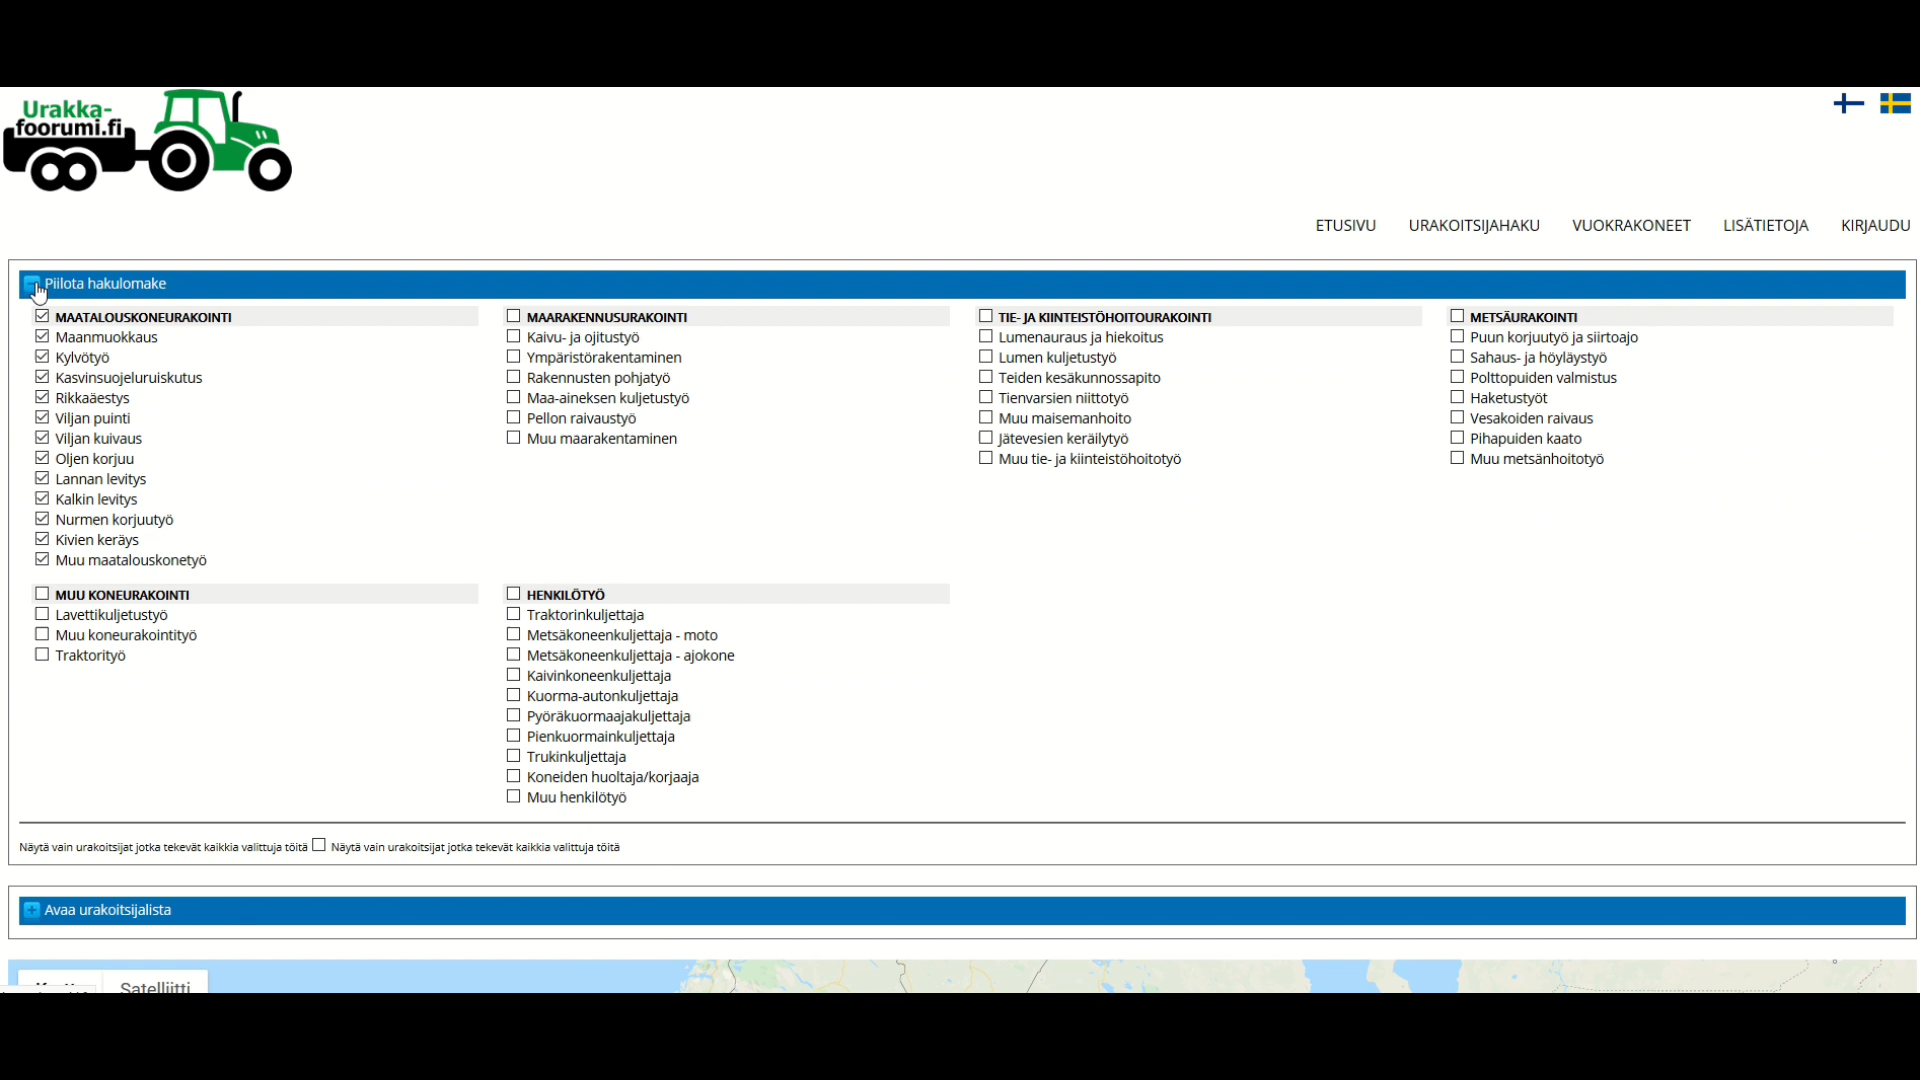 Urakka-
foorumi.fi
ETUSIVU URAKOITSIJAHAKU VUOKRAKONEET LISÄTIETOJA KIRJAUDU
Piilota hakulomake
MAATALOUSKONEURAKOINTI
Maanmuokkaus
Kylvötyö
Kasvinsuojeluruiskutus
Rikkaäestys
Viljan puinti
Viljan kuivaus
Oljen korjuu
Lannan levitys
Kalkin levitys
Nurmen korjuutyö
Kivien keräys
Muu maatalouskonetyö
MAARAKENNUSURAKOINTI
Kaivu- ja ojitustyö
Ympäristörakentaminen
Rakennusten pohjatyö
Maa-aineksen kuljetustyö
Pellon raivaustyö
Muu maarakentaminen
TIE- JA KIINTEISTÖHOITOURAKOINTI
Lumenauraus ja hiekoitus
Lumen kuljetustyö
Teiden kesäkunnossapito
Tienvarsien niittotyö
Muu maisemanhoito
Jätevesien keräilytyö
Muu tie- ja kiinteistöhoitotyö
METSÄURAKOINTI
Puun korjuutyö ja siirtoajo
Sahaus- ja höyläystyö
Polttopuiden valmistus
Haketustyöt
Vesakoiden raivaus
Pihapuiden kaato
Muu metsänhoitotyö
MUU KONEURAKOINTI
Lavettikuljetustyö
Muu koneurakointityö
Traktorityö
HENKILÖTYÖ
Traktorinkuljettaja
Metsäkoneenkuljettaja - moto
Metsäkoneenkuljettaja - ajokone
Kaivinkoneenkuljettaja
Kuorma-autonkuljettaja
Pyöräkuormaajakuljettaja
Pienkuormainkuljettaja
Trukinkuljettaja
Koneiden huoltaja/korjaaja
Muu henkilötyö
Näytä vain urakoitsijat jotka tekevät kaikkia valittuja töitä Näytä vain urakoitsijat jotka tekevät kaikkia valittuja töitä
Avaa urakoitsijalista
Satelliitti